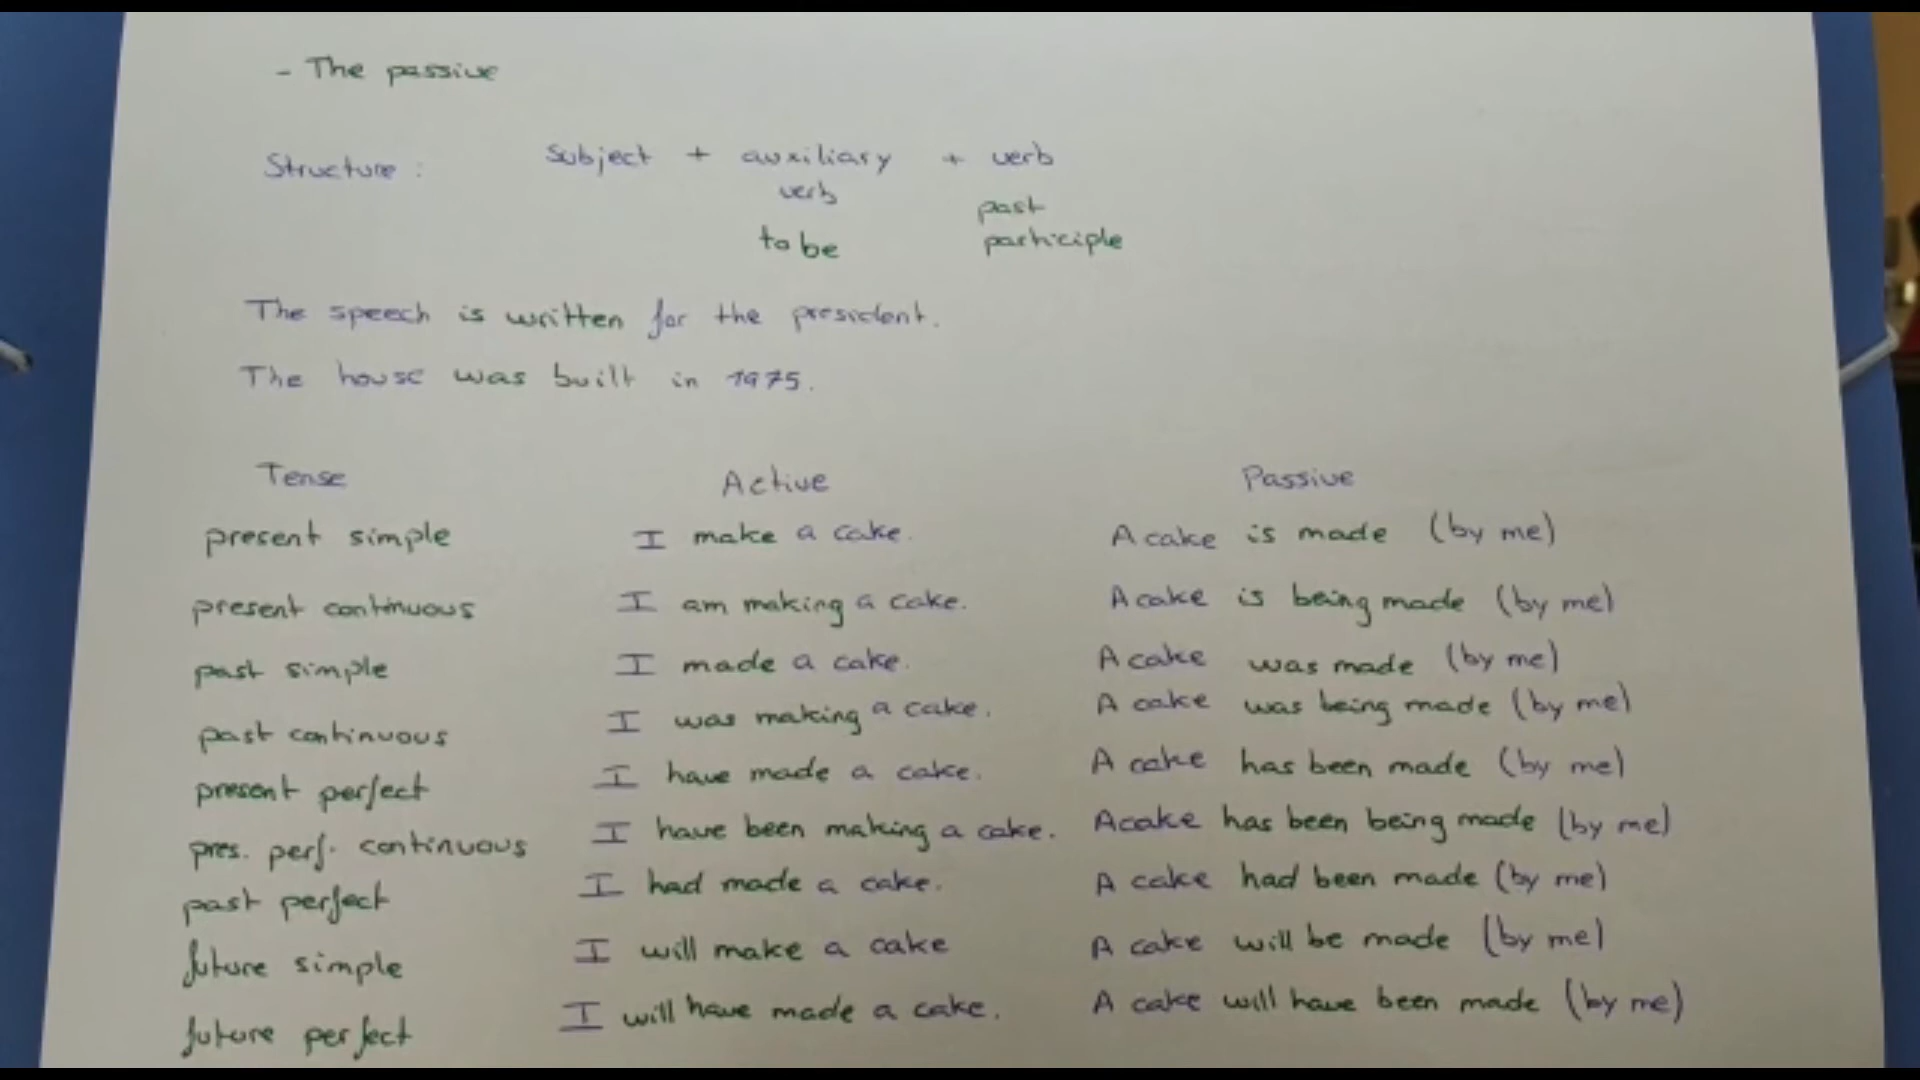 - The passive
Structure : Subject + auxiliary + verb
verb past
to be participle
The speech is written for the president.
The house was built in 1975.
Tense Active Passive
present simple I make a cake. A cake is made (by me)
present continuous I am making a cake. A cake is being made (by me)
past simple I made a cake. A cake was made (by me)
past continuous I was making a cake. A cake was being made (by me)
present perfect I have made a cake. A cake has been made (by me)
pres. perf. continuous I have been making a cake. A cake has been being made (by me)
past perfect I had made a cake. A cake had been made (by me)
future simple I will make a cake A cake will be made (by me)
future perfect I will have made a cake. A cake will have been made (by me)